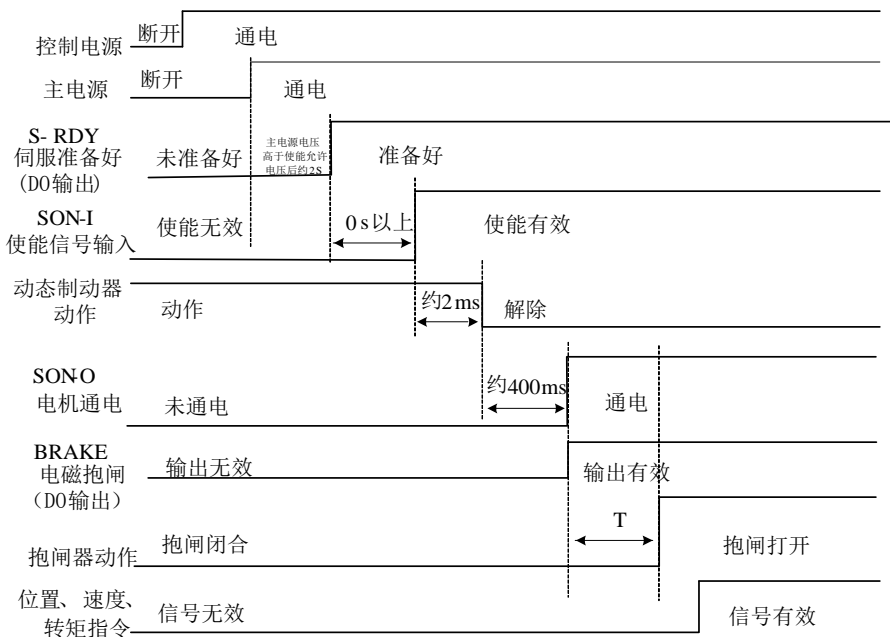 控制电源 断开 通电
主电源 断开 通电
S- RDY
伺服准备好
(DO输出)
未准备好
主电源电压
高于使能允许
电压后约2S
准备好
SON-I
使能信号输入
使能无效
0s以上
使能有效
动态制动器
动作
动作
约2ms
解除
SON-O
电机通电
未通电
约400ms
通电
BRAKE
电磁抱闸
(DO输出)
输出无效
输出有效
T
抱闸器动作
抱闸闭合
抱闸打开
位置、速度、
转矩指令
信号无效
信号有效